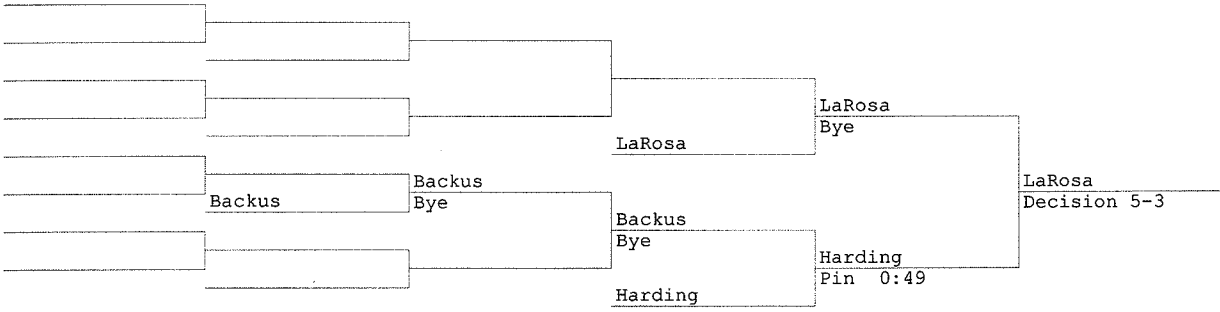 LaRosa
Bye
LaRosa
Backus
Bye
Backus
LaRosa
Decision 5-3
Backus
Bye
Harding
Pin 0:49
Harding